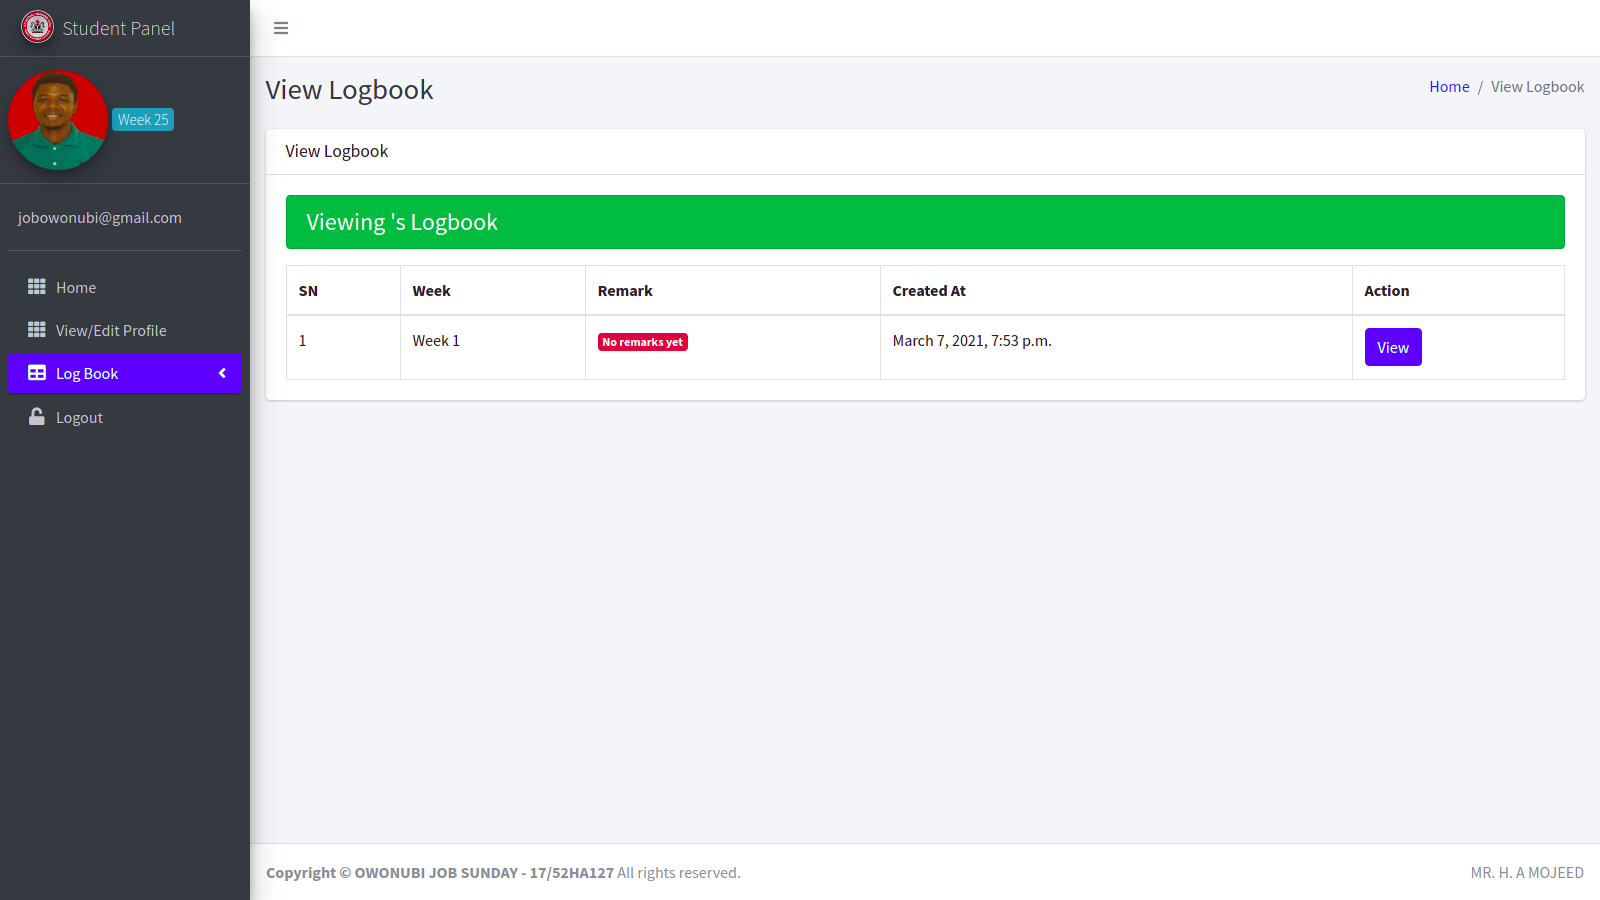 Student Panel
Week 25
jobowonubi@gmail.com
Home
View/Edit Profile
Log Book
Logout
View Logbook
Home / View Logbook
View Logbook
Viewing 's Logbook
SN Week Remark Created At Action
1 Week 1 No remarks yet March 7, 2021, 7:53 p.m. View
Copyright © OWONUBI JOB SUNDAY - 17/52HA127 All rights reserved.
MR. H. A MOJEED